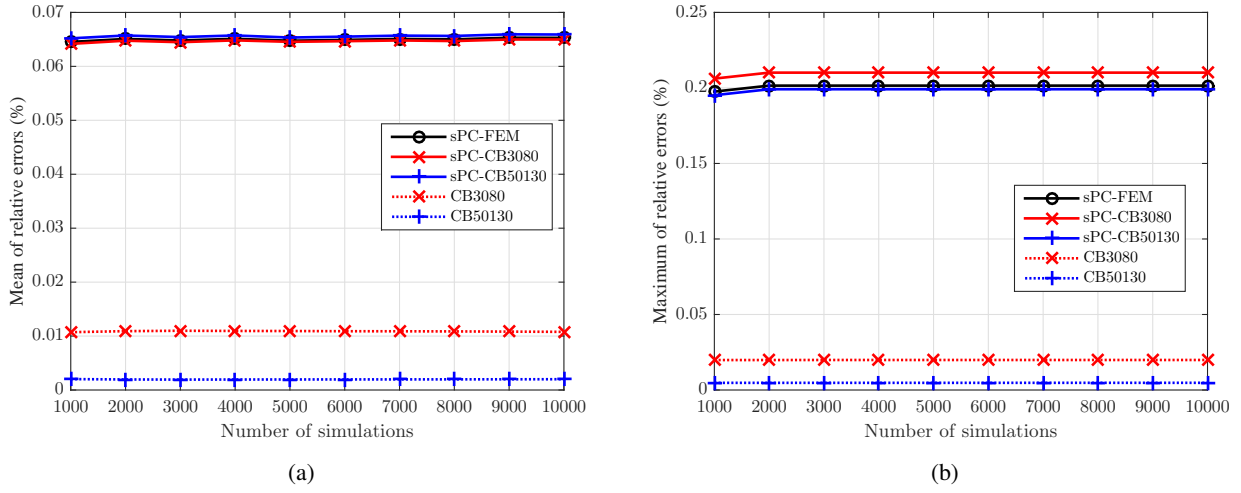 0.07
0.06
0.05
0.04
0.03
0.02
0.01
0
Mean of relative errors (%)
sPC-FEM
sPC-CB3080
sPC-CB50130
CB3080
CB50130
1000 2000 3000 4000 5000 6000 7000 8000 9000 10000
Number of simulations
(a)
0.25
0.2
0.15
0.1
0.05
0
Maximum of relative errors (%)
sPC-FEM
sPC-CB3080
sPC-CB50130
CB3080
CB50130
1000 2000 3000 4000 5000 6000 7000 8000 9000 10000
Number of simulations
(b)